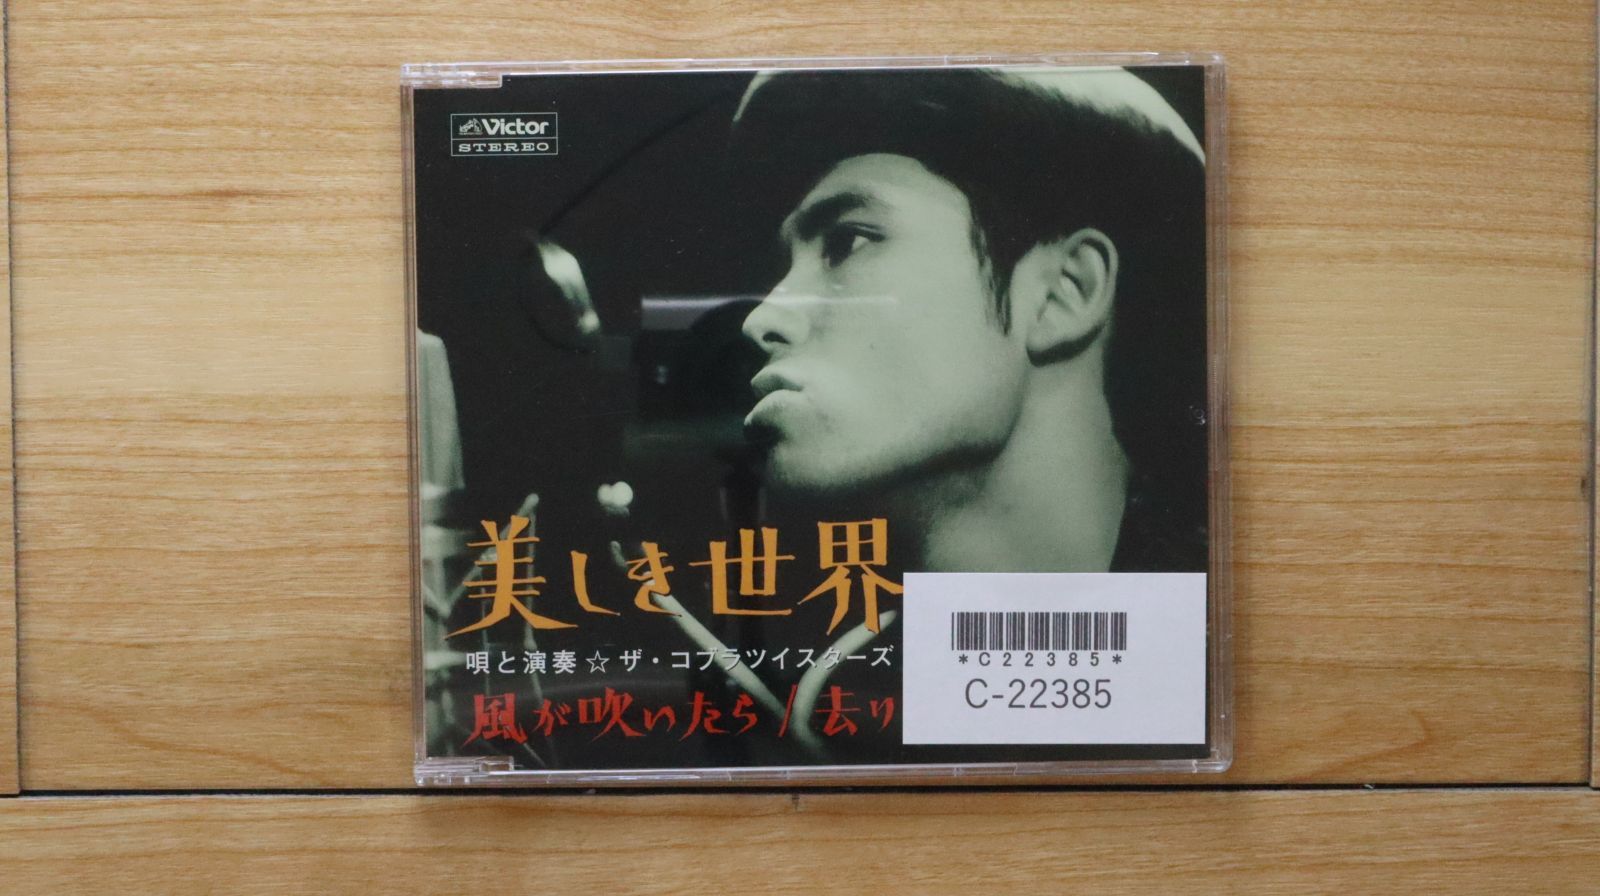 Victor
STEREO
美しき世界
唄と演奏☆ザ・コブラツイスターズ
風が吹いたら/去り
*C22385*
C-22385